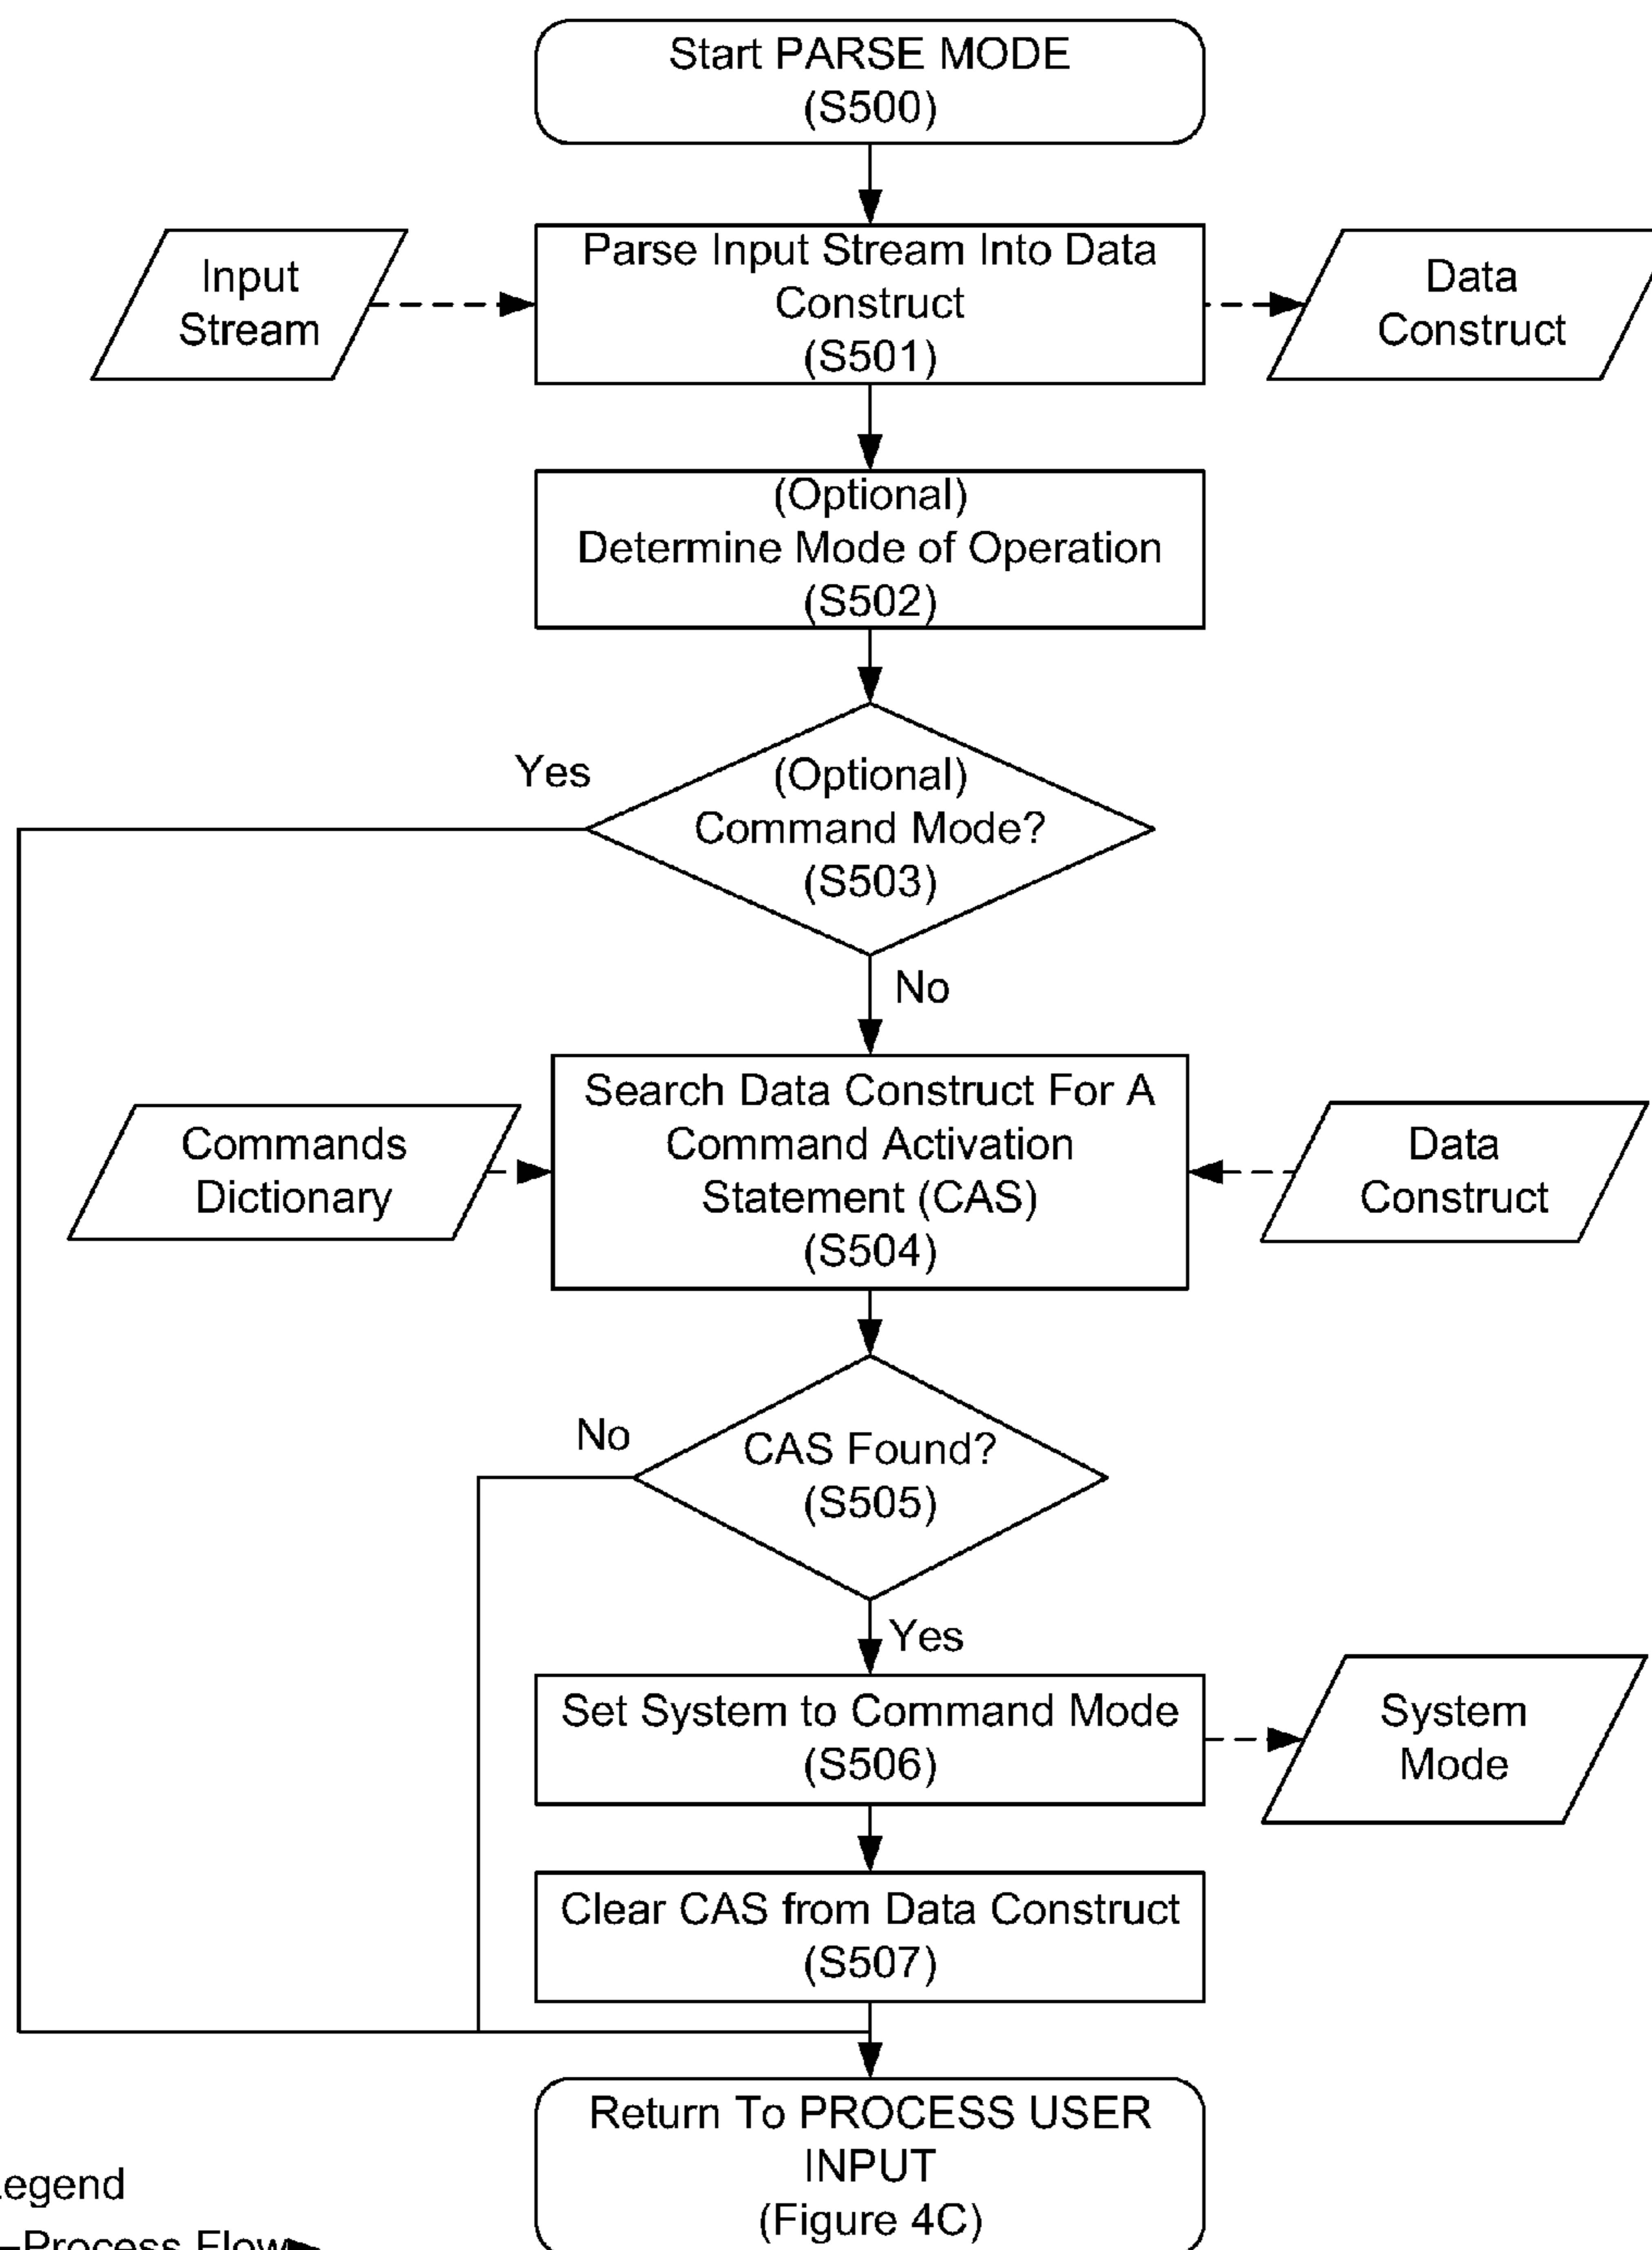 Start PARSE MODE
(S500)
Input
Stream
Parse Input Stream Into Data
Construct
(S501)
Data
Construct
(Optional)
Determine Mode of Operation
(S502)
Yes
(Optional)
Command Mode?
(S503)
No
Commands
Dictionary
Search Data Construct For A
Command Activation
Statement (CAS)
(S504)
Data
Construct
No
CAS Found?
(S505)
Yes
Set System to Command Mode
(S506)
System
Mode
Clear CAS from Data Construct
(S507)
Return To PROCESS USER
INPUT
(Figure 4C)
egend
Process Flow